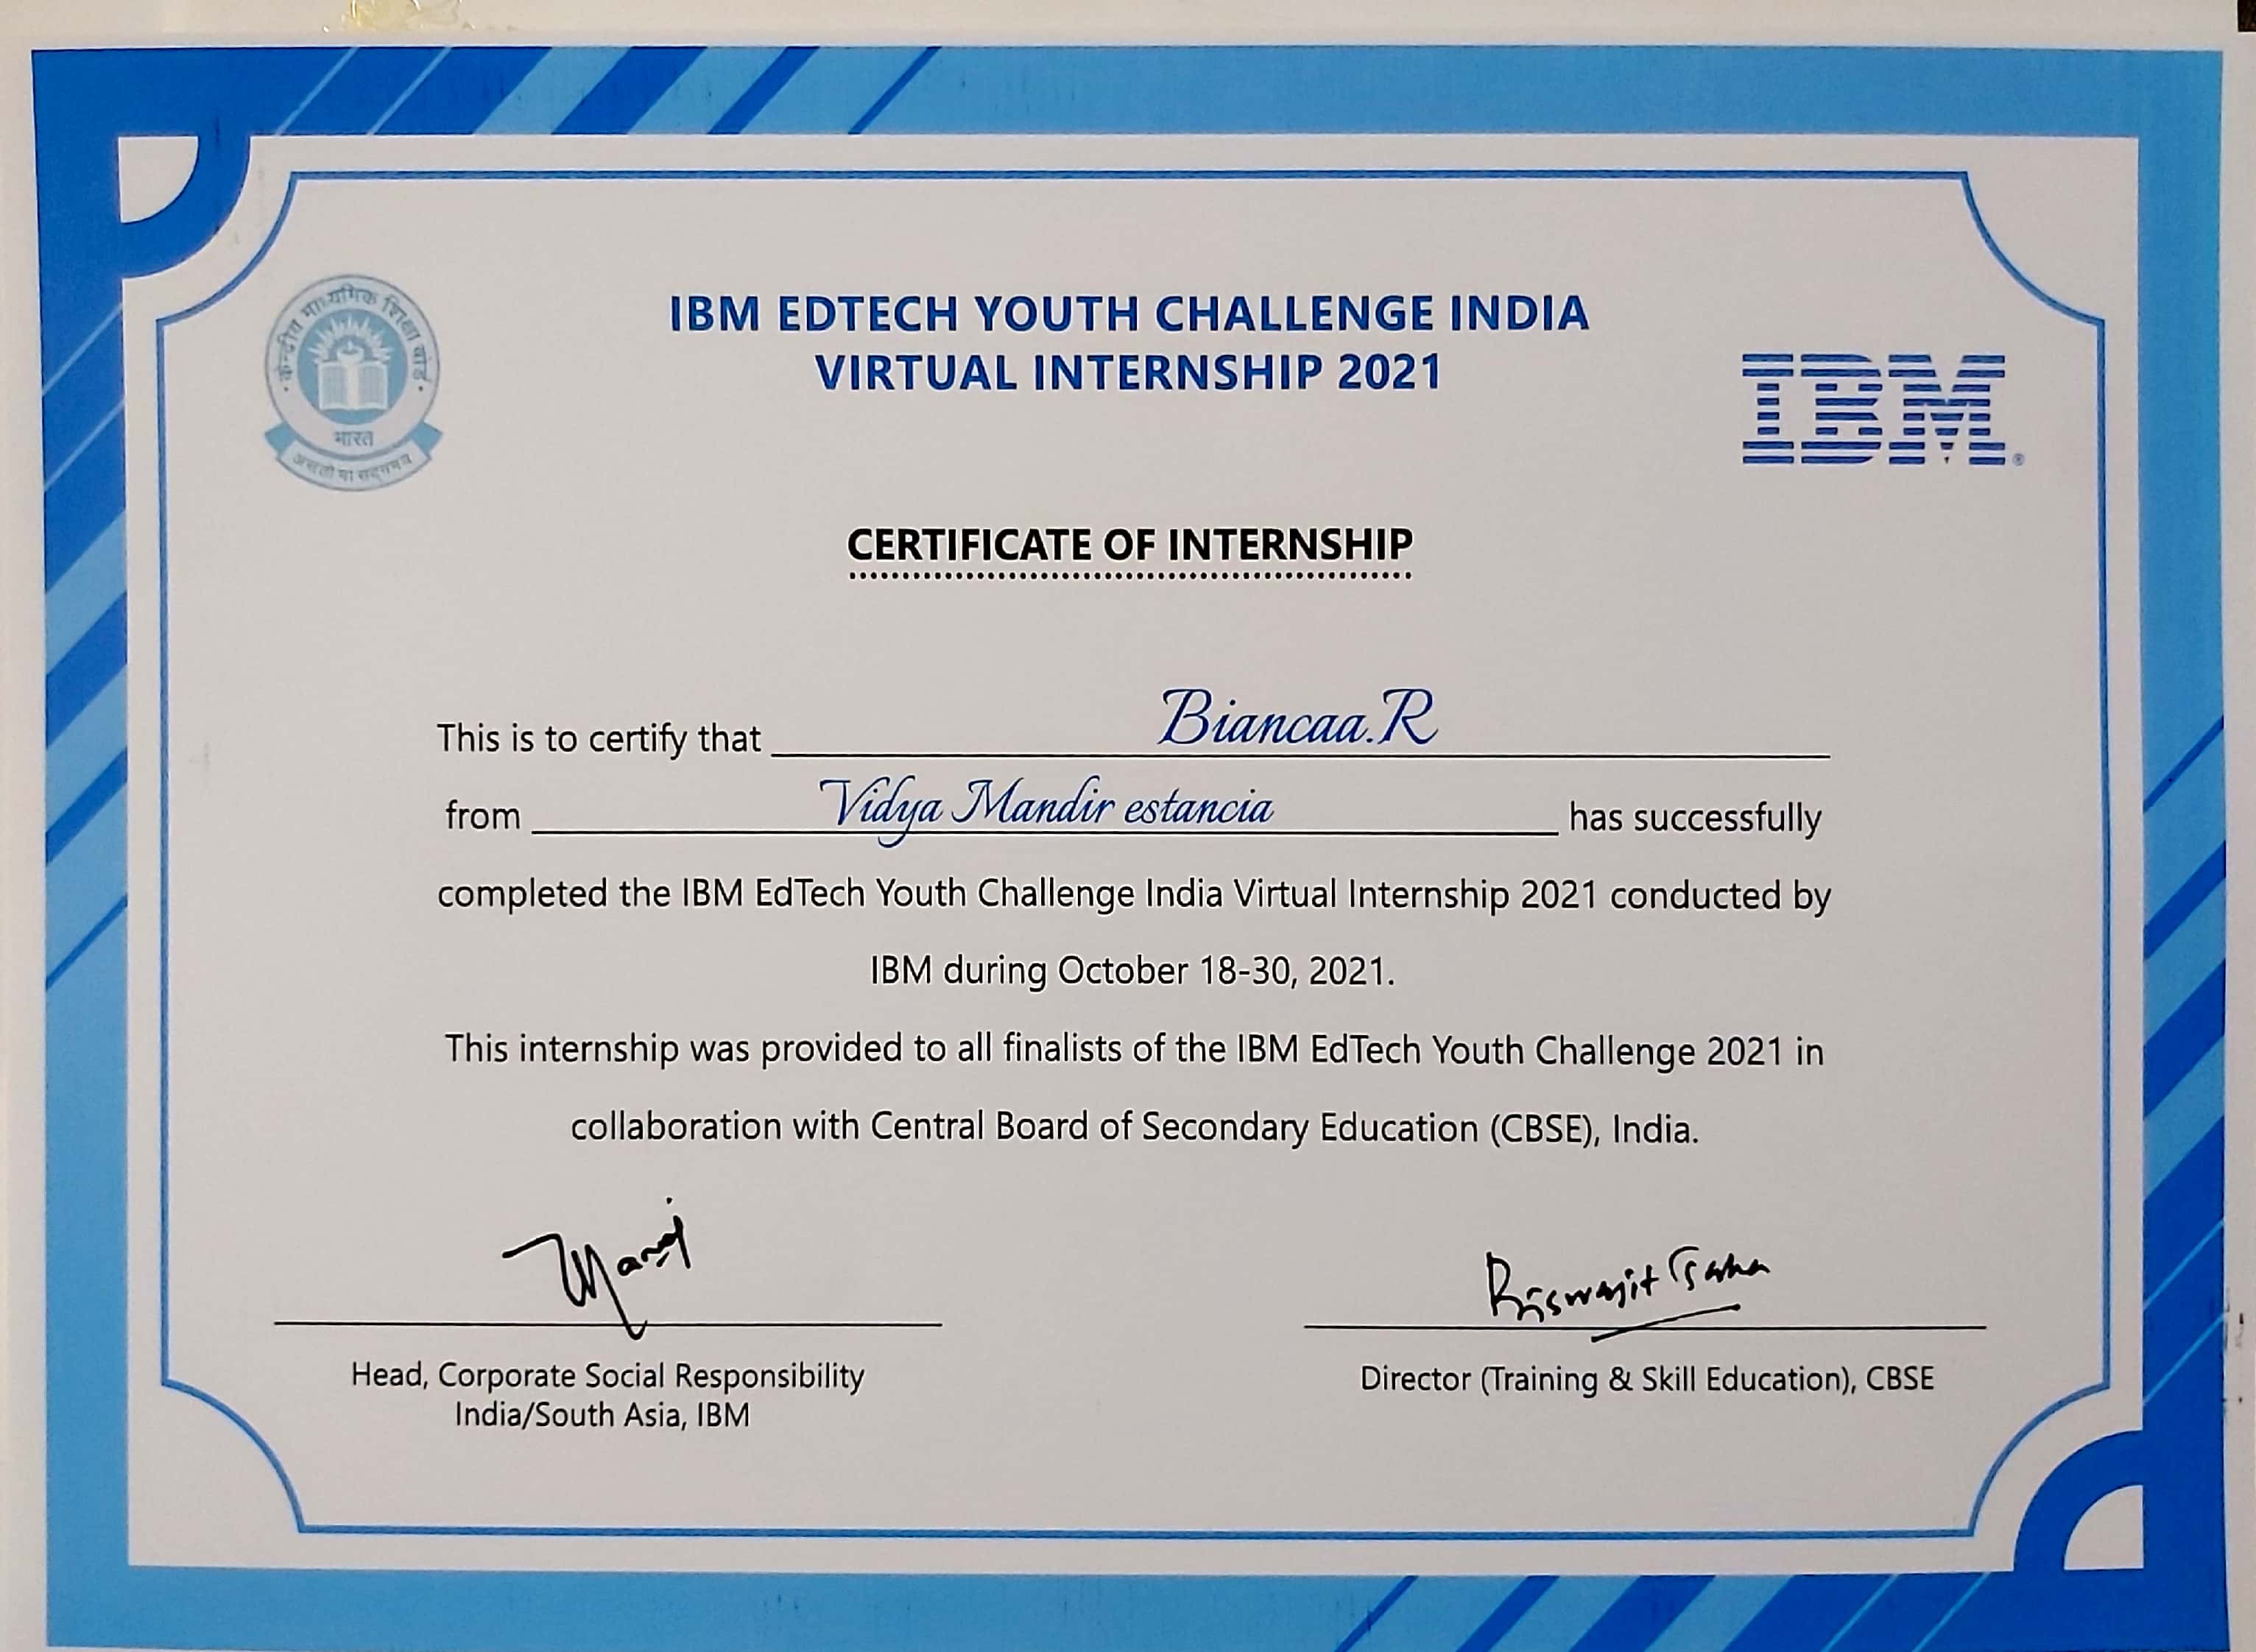 केन्द्रीय माध्यमिक शिक्षा बोर्ड
भारत
असतो मा सद्गमय
IBM EDTECH YOUTH CHALLENGE INDIA
VIRTUAL INTERNSHIP 2021
IBM®
CERTIFICATE OF INTERNSHIP
This is to certify that Biancaa.R
from Vidya Mandir estancia has successfully
completed the IBM EdTech Youth Challenge India Virtual Internship 2021 conducted by
IBM during October 18-30, 2021.
This internship was provided to all finalists of the IBM EdTech Youth Challenge 2021 in
collaboration with Central Board of Secondary Education (CBSE), India.
Manoj
Biswajit Saha
Head, Corporate Social Responsibility
India/South Asia, IBM
Director (Training & Skill Education), CBSE